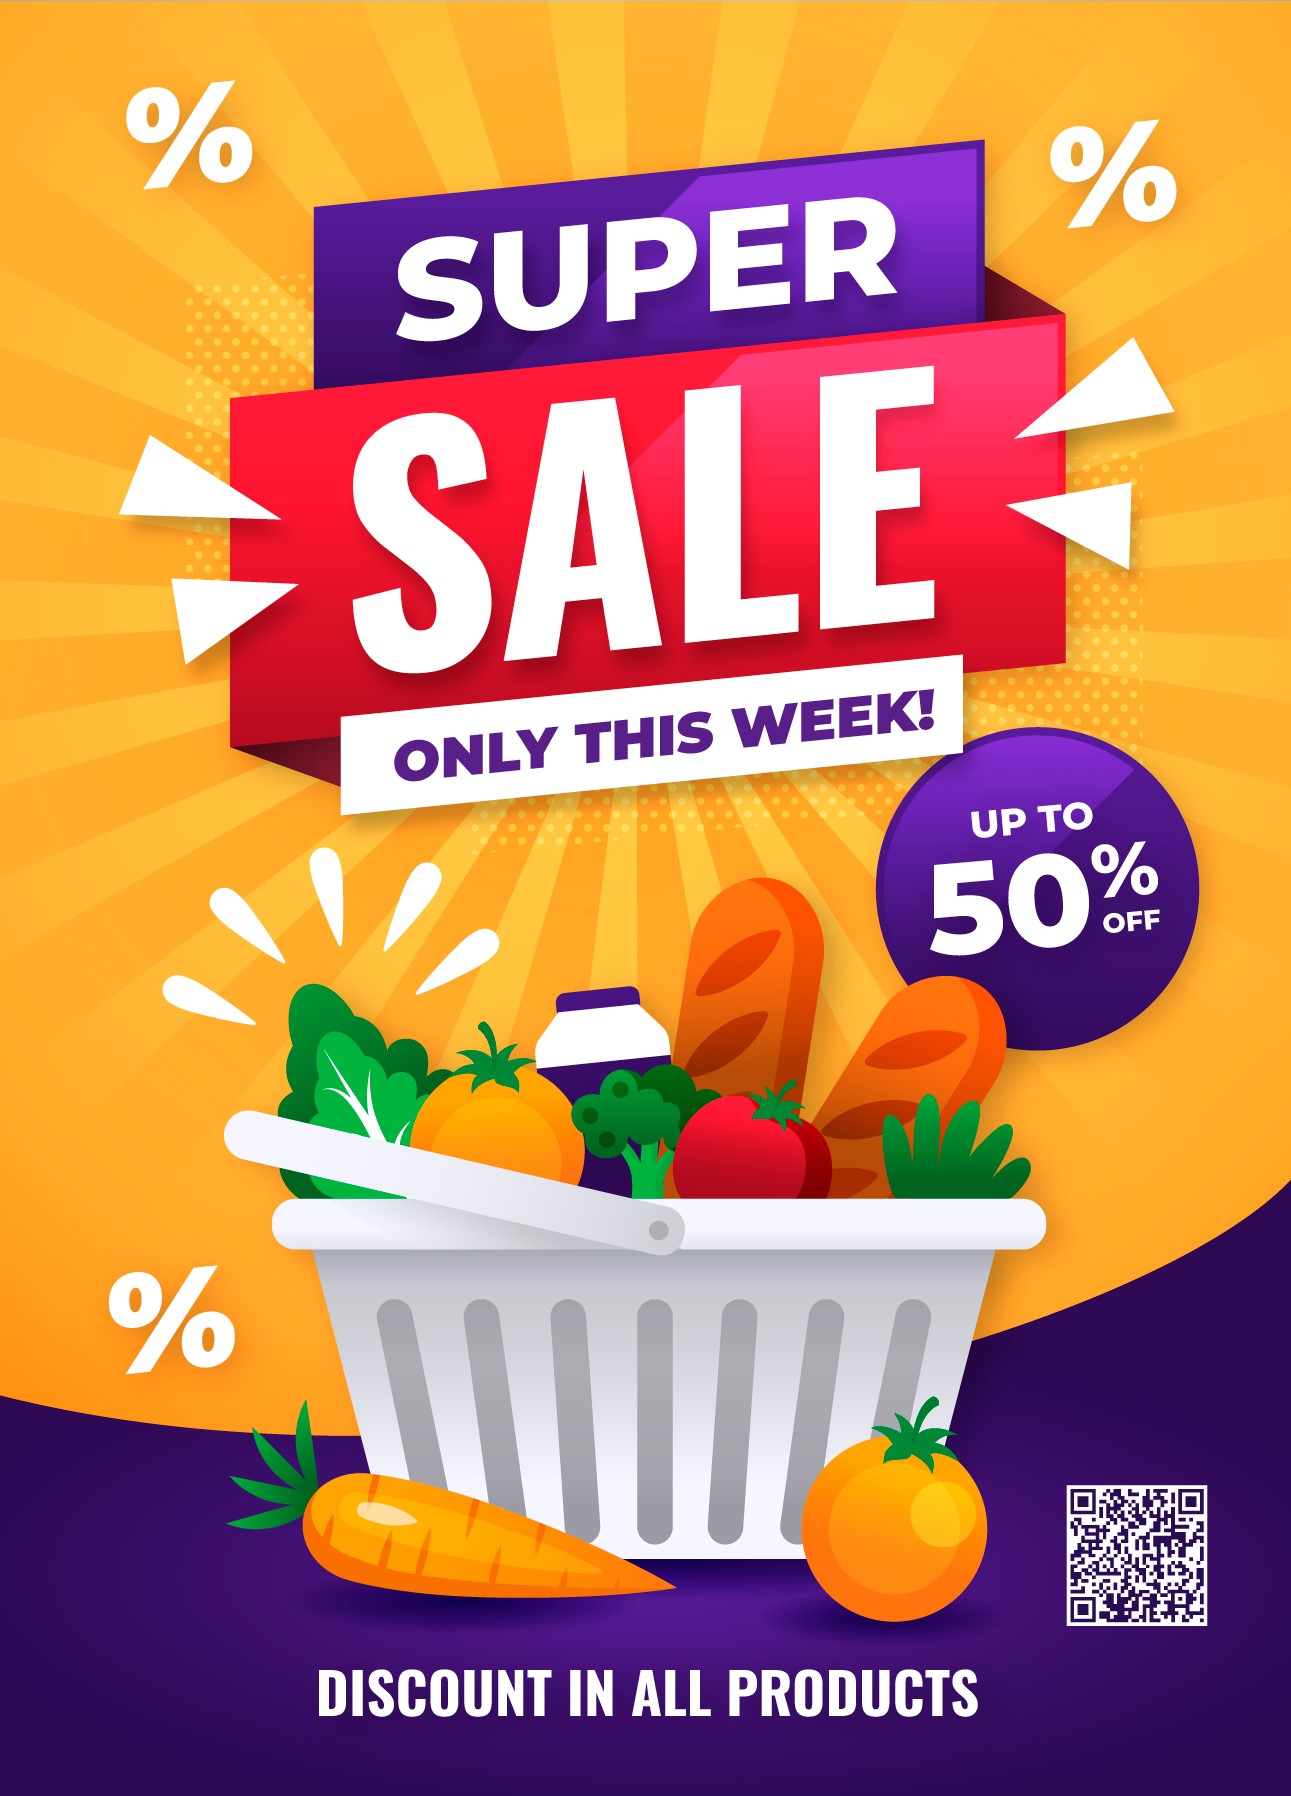 %
%
SUPER
SALE
ONLY THIS WEEK!
UP TO
50%
OFF
%
DISCOUNT IN ALL PRODUCTS